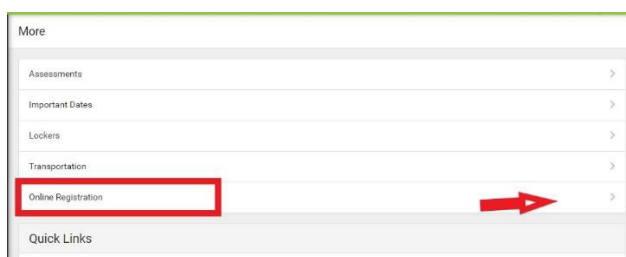 More
Assessments
Important Dates
Lockers
Transportation
Online Registration
Quick Links